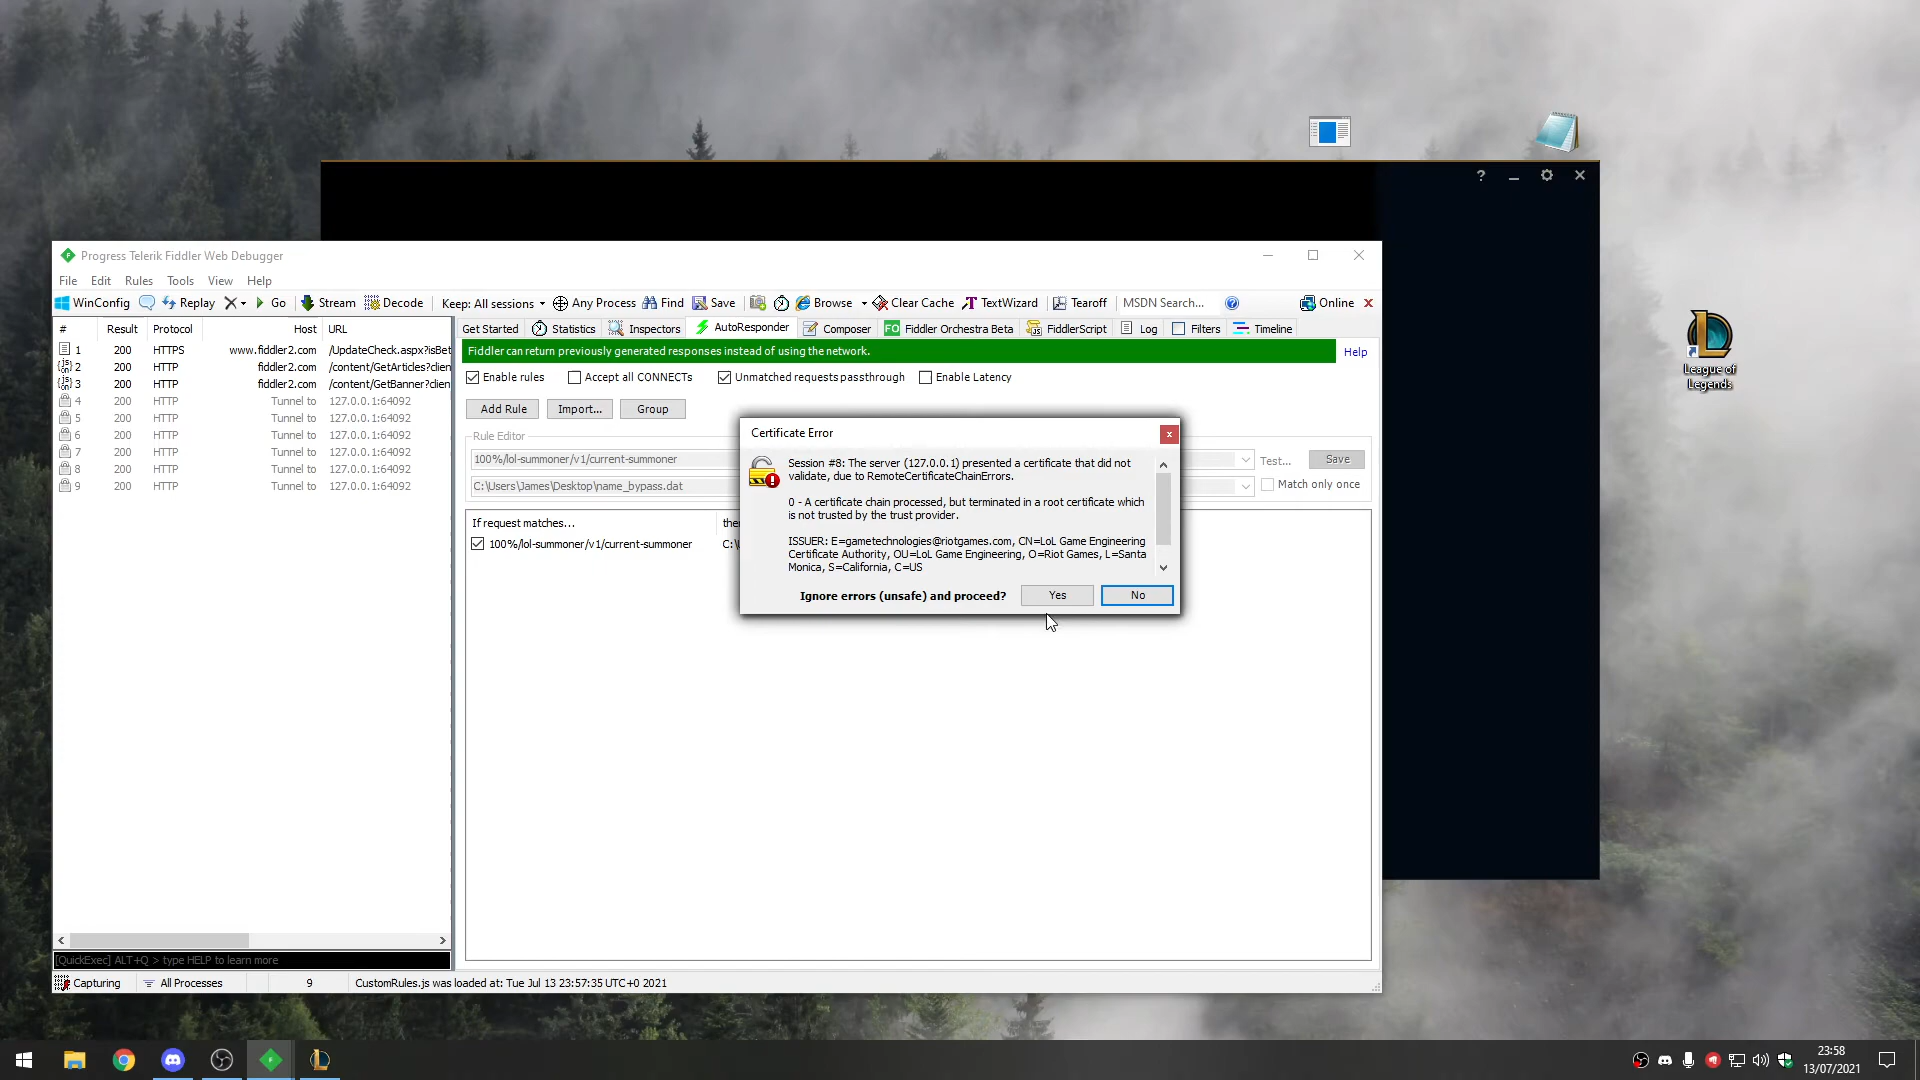 ?
Progress Telerik Fiddler Web Debugger
File Edit Rules Tools View Help
WinConfig Replay Go Stream Decode Keep: All sessions Any Process Find Save Browse Clear Cache TextWizard Tearoff MSDN Search... Online
# Result Protocol Host URL
1 200 HTTPS www.fiddler2.com /UpdateCheck.aspx?isBet
2 200 HTTP fiddler2.com /content/GetArticles?clien
3 200 HTTP fiddler2.com /content/GetBanner?client
4 200 HTTP Tunnel to 127.0.0.1:64092
5 200 HTTP Tunnel to 127.0.0.1:64092
6 200 HTTP Tunnel to 127.0.0.1:64092
7 200 HTTP Tunnel to 127.0.0.1:64092
8 200 HTTP Tunnel to 127.0.0.1:64092
9 200 HTTP Tunnel to 127.0.0.1:64092
Get Started Statistics Inspectors AutoResponder Composer FO Fiddler Orchestra Beta FiddlerScript Log Filters Timeline
Fiddler can return previously generated responses instead of using the network.
Help
Enable rules Accept all CONNECTs Unmatched requests passthrough Enable Latency
Add Rule Import... Group
Rule Editor
100%/lol-summoner/v1/current-summoner
Test... Save
C:\Users\James\Desktop\name_bypass.dat
Match only once
If request matches...
100%/lol-summoner/v1/current-summoner
Certificate Error
Session #8: The server (127.0.0.1) presented a certificate that did not
validate, due to RemoteCertificateChainErrors.
0 - A certificate chain processed, but terminated in a root certificate which
is not trusted by the trust provider.
ISSUER: E=gametechnologies@riotgames.com, CN=LoL Game Engineering
Certificate Authority, OU=LoL Game Engineering, O=Riot Games, L=Santa
Monica, S=California, C=US
Ignore errors (unsafe) and proceed? Yes No
[QuickExec] ALT+Q > type HELP to learn more
Capturing All Processes 9 CustomRules.js was loaded at: Tue Jul 13 23:57:35 UTC+0 2021
League of
Legends
23:58
13/07/2021